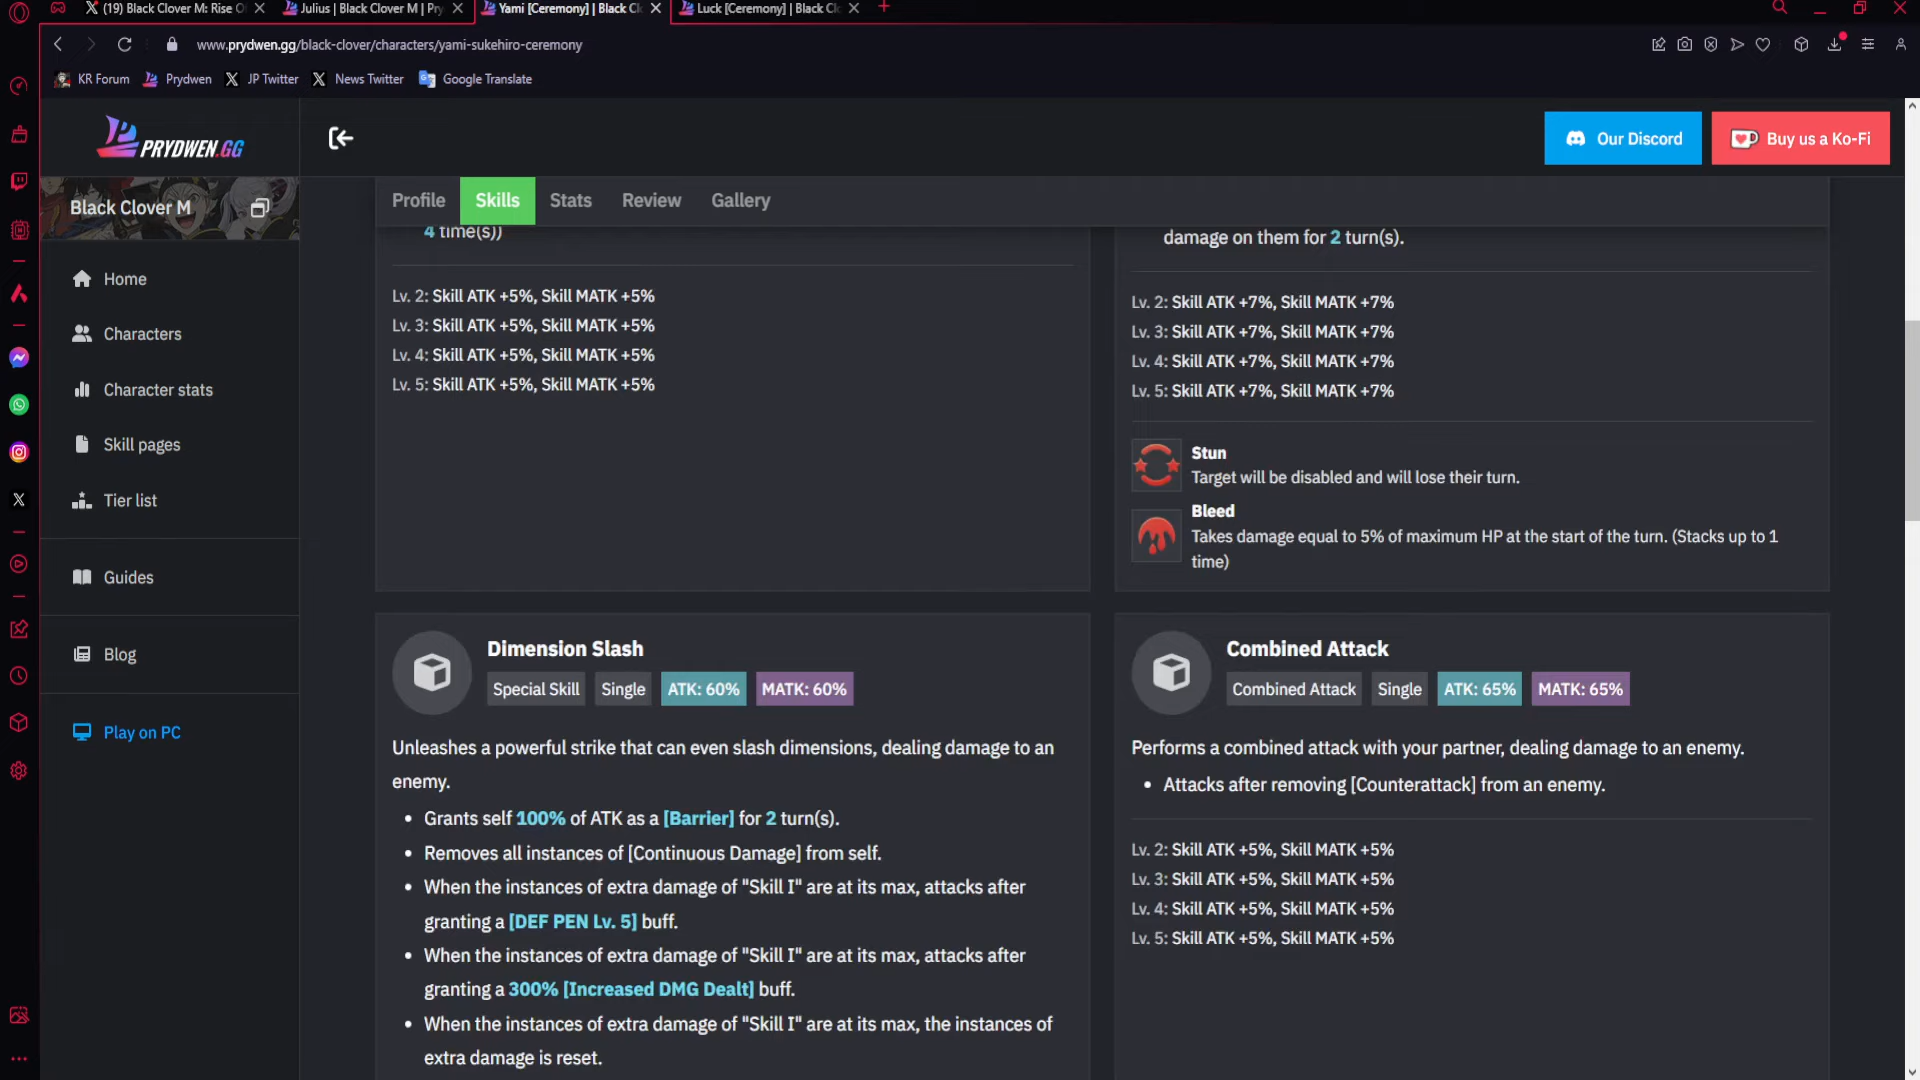 (19) Black Clover M: Rise O
Julius | Black Clover M | Pry
Yami [Ceremony] | Black Cl
Luck [Ceremony] | Black Cl
www.prydwen.gg/black-clover/characters/yami-sukehiro-ceremony
KR Forum
Prydwen
JP Twitter
News Twitter
Google Translate
PRYDWEN.GG
Our Discord
Buy us a Ko-Fi
Black Clover M
Home
Characters
Character stats
Skill pages
Tier list
Guides
Blog
Play on PC
Profile
Skills
Stats
Review
Gallery
4 time(s))
Lv. 2: Skill ATK +5%, Skill MATK +5%
Lv. 3: Skill ATK +5%, Skill MATK +5%
Lv. 4: Skill ATK +5%, Skill MATK +5%
Lv. 5: Skill ATK +5%, Skill MATK +5%
damage on them for 2 turn(s).
Lv. 2: Skill ATK +7%, Skill MATK +7%
Lv. 3: Skill ATK +7%, Skill MATK +7%
Lv. 4: Skill ATK +7%, Skill MATK +7%
Lv. 5: Skill ATK +7%, Skill MATK +7%
Stun
Target will be disabled and will lose their turn.
Bleed
Takes damage equal to 5% of maximum HP at the start of the turn. (Stacks up to 1
time)
Dimension Slash
Special Skill
Single
ATK: 60%
MATK: 60%
Unleashes a powerful strike that can even slash dimensions, dealing damage to an
enemy.
• Grants self 100% of ATK as a [Barrier] for 2 turn(s).
• Removes all instances of [Continuous Damage] from self.
• When the instances of extra damage of "Skill I" are at its max, attacks after
granting a [DEF PEN Lv. 5] buff.
• When the instances of extra damage of "Skill I" are at its max, attacks after
granting a 300% [Increased DMG Dealt] buff.
• When the instances of extra damage of "Skill I" are at its max, the instances of
extra damage is reset.
Combined Attack
Combined Attack
Single
ATK: 65%
MATK: 65%
Performs a combined attack with your partner, dealing damage to an enemy.
• Attacks after removing [Counterattack] from an enemy.
Lv. 2: Skill ATK +5%, Skill MATK +5%
Lv. 3: Skill ATK +5%, Skill MATK +5%
Lv. 4: Skill ATK +5%, Skill MATK +5%
Lv. 5: Skill ATK +5%, Skill MATK +5%